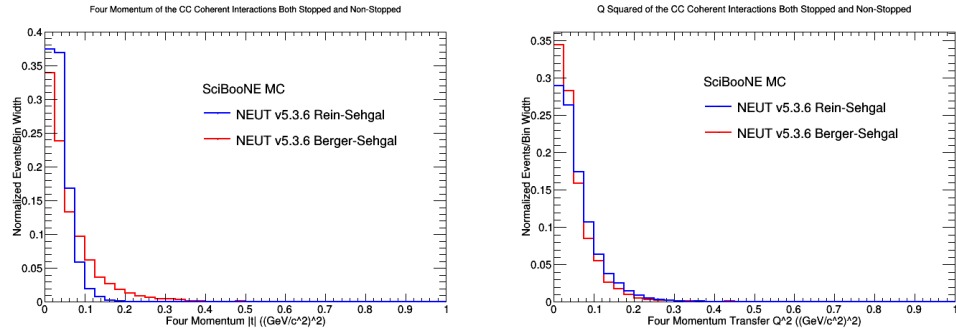 Four Momentum of the CC Coherent Interactions Both Stopped and Non-Stopped
Normalized Events/Bin Width
0.4
0.35
0.3
0.25
0.2
0.15
0.1
0.05
0
SciBooNE MC
NEUT v5.3.6 Rein-Sehgal
NEUT v5.3.6 Berger-Sehgal
0 0.1 0.2 0.3 0.4 0.5 0.6 0.7 0.8 0.9 1
Four Momentum |t| ((GeV/c^2)^2)
Q Squared of the CC Coherent Interactions Both Stopped and Non-Stopped
Normalized Events/Bin Width
0.35
0.3
0.25
0.2
0.15
0.1
0.05
0
SciBooNE MC
NEUT v5.3.6 Rein-Sehgal
NEUT v5.3.6 Berger-Sehgal
0 0.1 0.2 0.3 0.4 0.5 0.6 0.7 0.8 0.9 1
Four Momentum Transfer Q^2 ((GeV/c^2)^2)